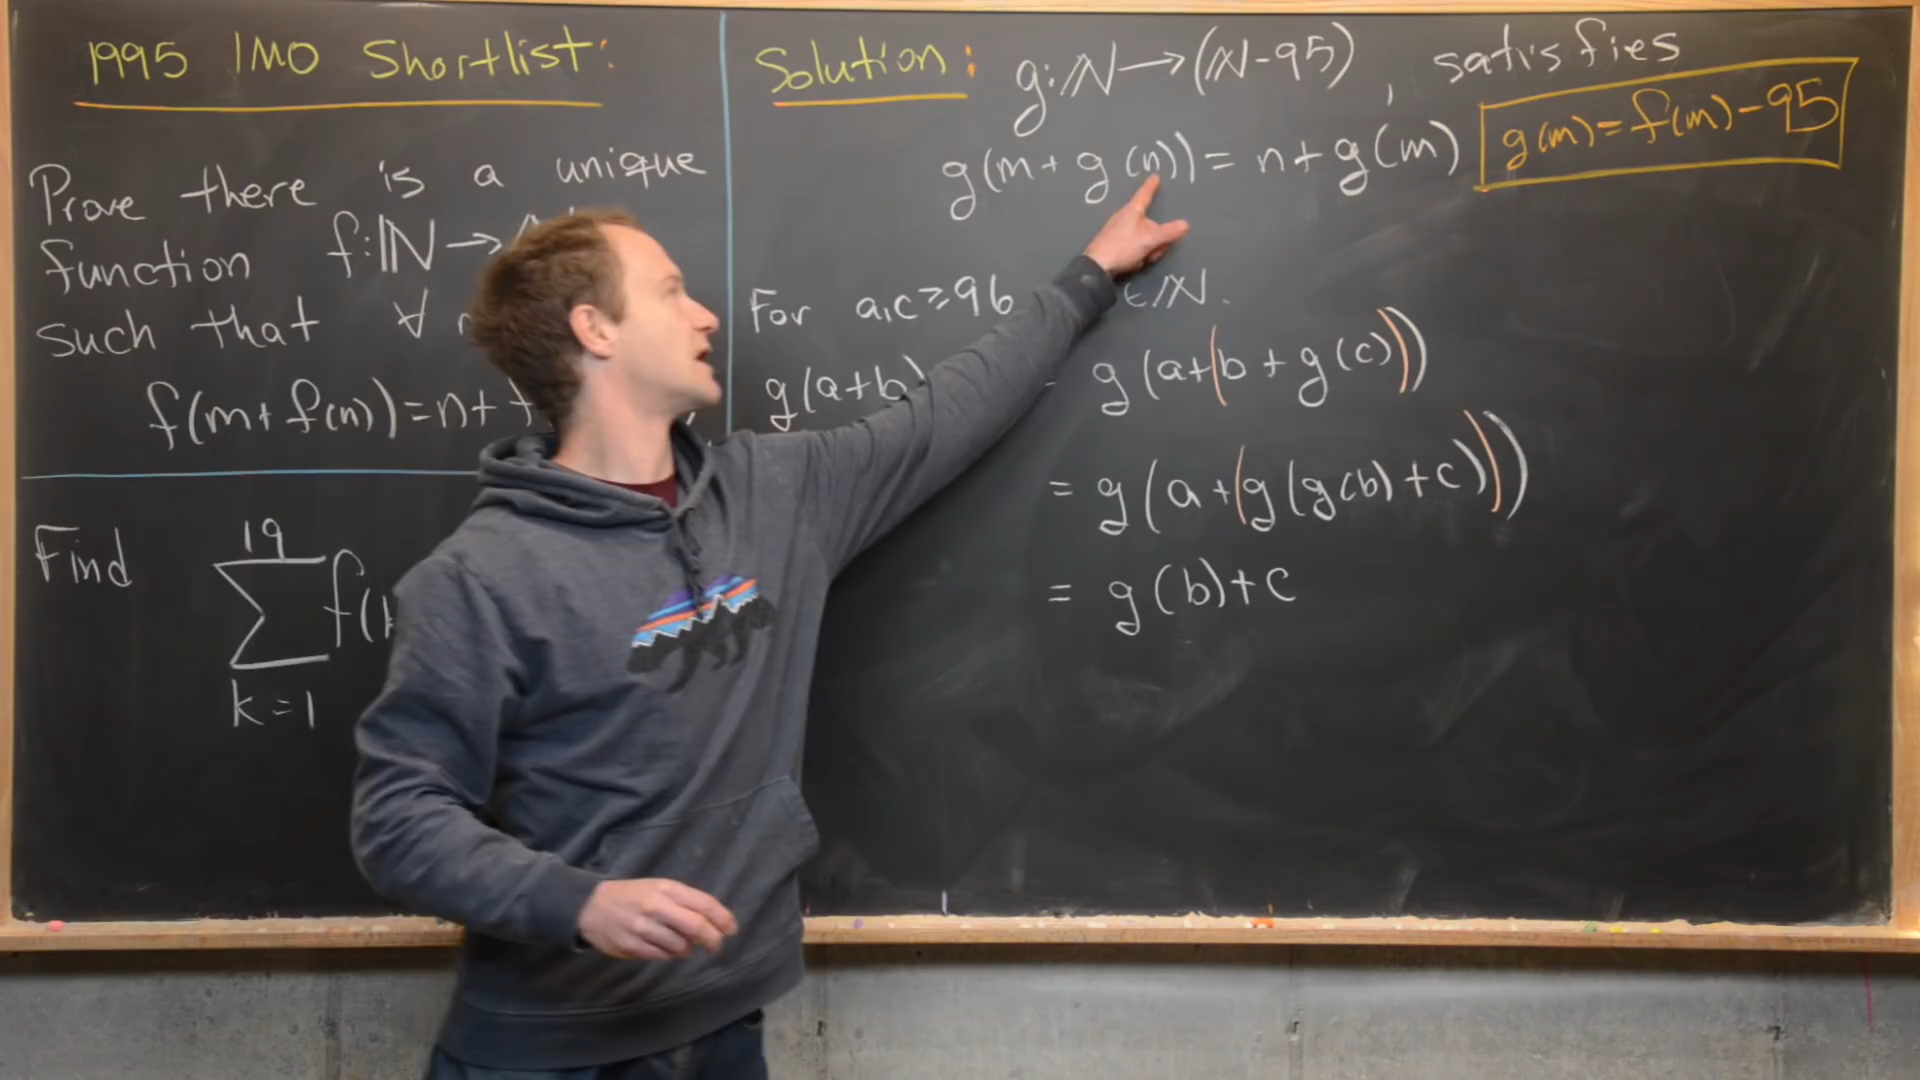 1995 IMO Shortlist:
Prove there is a unique
function f:ℕ→
such that ∀
f(m+f(n))=n+
Find
19
∑ f(
k=1
Solution: g:ℕ→(ℕ-95), satisfies
g(m+g(n))=n+g(m)
g(m)=f(m)-95
For a,c≥96 ∈ℕ.
g(a+b) = g(a+(b+g(c)))
= g(a+(g(g(b)+c)))
= g(b)+c